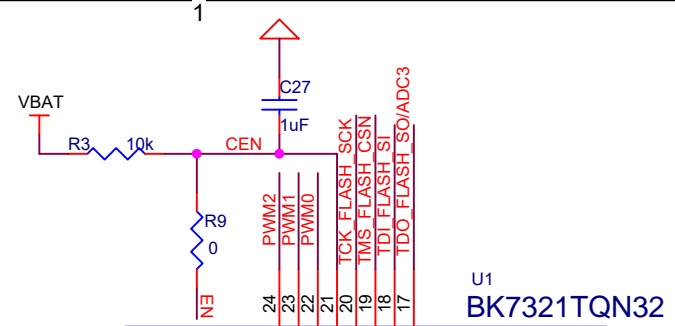 1
C27
1uF
VBAT
R3
10k
CEN
R9
0
EN
PWM2
PWM1
PWM0
TCK_FLASH_SCK
TMS_FLASH_CSN
TDI_FLASH_SI
TDO_FLASH_SO/ADC3
24
23
22
21
20
19
18
17
U1
BK7321TQN32